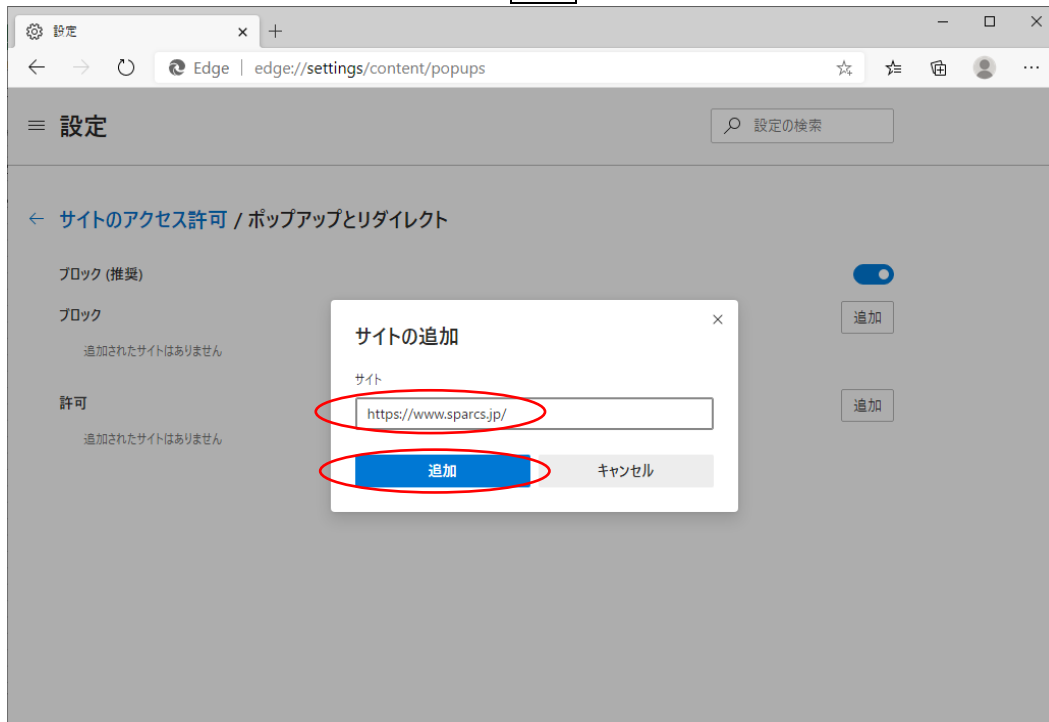 設定
Edge edge://settings/content/popups
設定
設定の検索
サイトのアクセス許可 / ポップアップとリダイレクト
ブロック (推奨)
ブロック
追加
追加されたサイトはありません
許可
追加
追加されたサイトはありません
サイトの追加
サイト
https://www.sparcs.jp/
追加
キャンセル